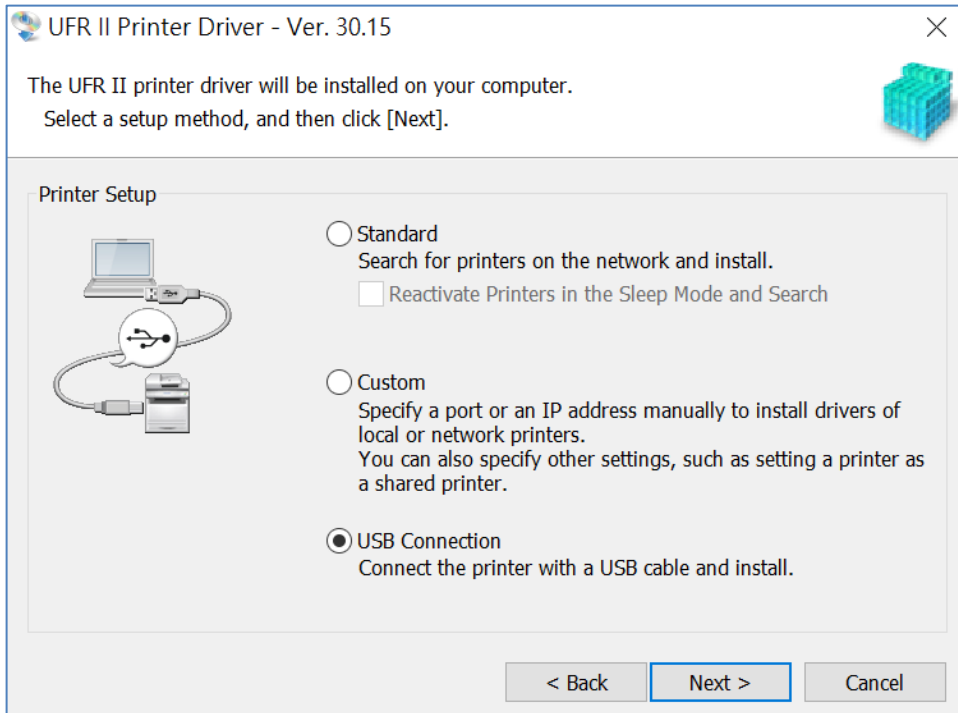 UFR II Printer Driver - Ver. 30.15
The UFR II printer driver will be installed on your computer.
Select a setup method, and then click [Next].
Printer Setup
Standard
Search for printers on the network and install.
Reactivate Printers in the Sleep Mode and Search
Custom
Specify a port or an IP address manually to install drivers of
local or network printers.
You can also specify other settings, such as setting a printer as
a shared printer.
USB Connection
Connect the printer with a USB cable and install.
< Back
Next >
Cancel